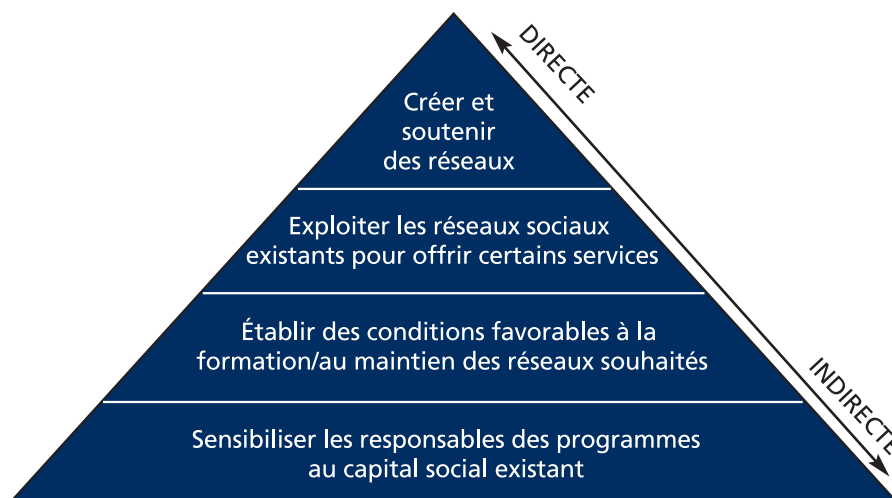 Créer et
soutenir
des réseaux
DIRECTE
Exploiter les réseaux sociaux
existants pour offrir certains services
Établir des conditions favorables à la
formation/au maintien des réseaux souhaités
INDIRECTE
Sensibiliser les responsables des programmes
au capital social existant